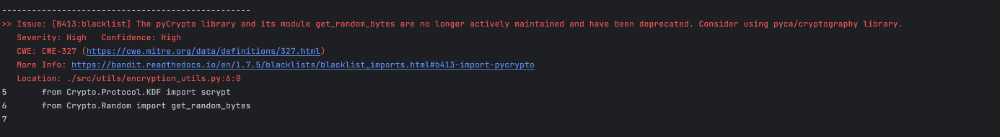 --------------------------------------------------
>> Issue: [B413:blacklist] The pyCrypto library and its module get_random_bytes are no longer actively maintained and have been deprecated. Consider using pyca/cryptography library.
   Severity: High   Confidence: High
   CWE: CWE-327 (https://cwe.mitre.org/data/definitions/327.html)
   More Info: https://bandit.readthedocs.io/en/1.7.5/blacklists/blacklist_imports.html#b413-import-pycrypto
   Location: ./src/utils/encryption_utils.py:6:0
5       from Crypto.Protocol.KDF import scrypt
6       from Crypto.Random import get_random_bytes
7